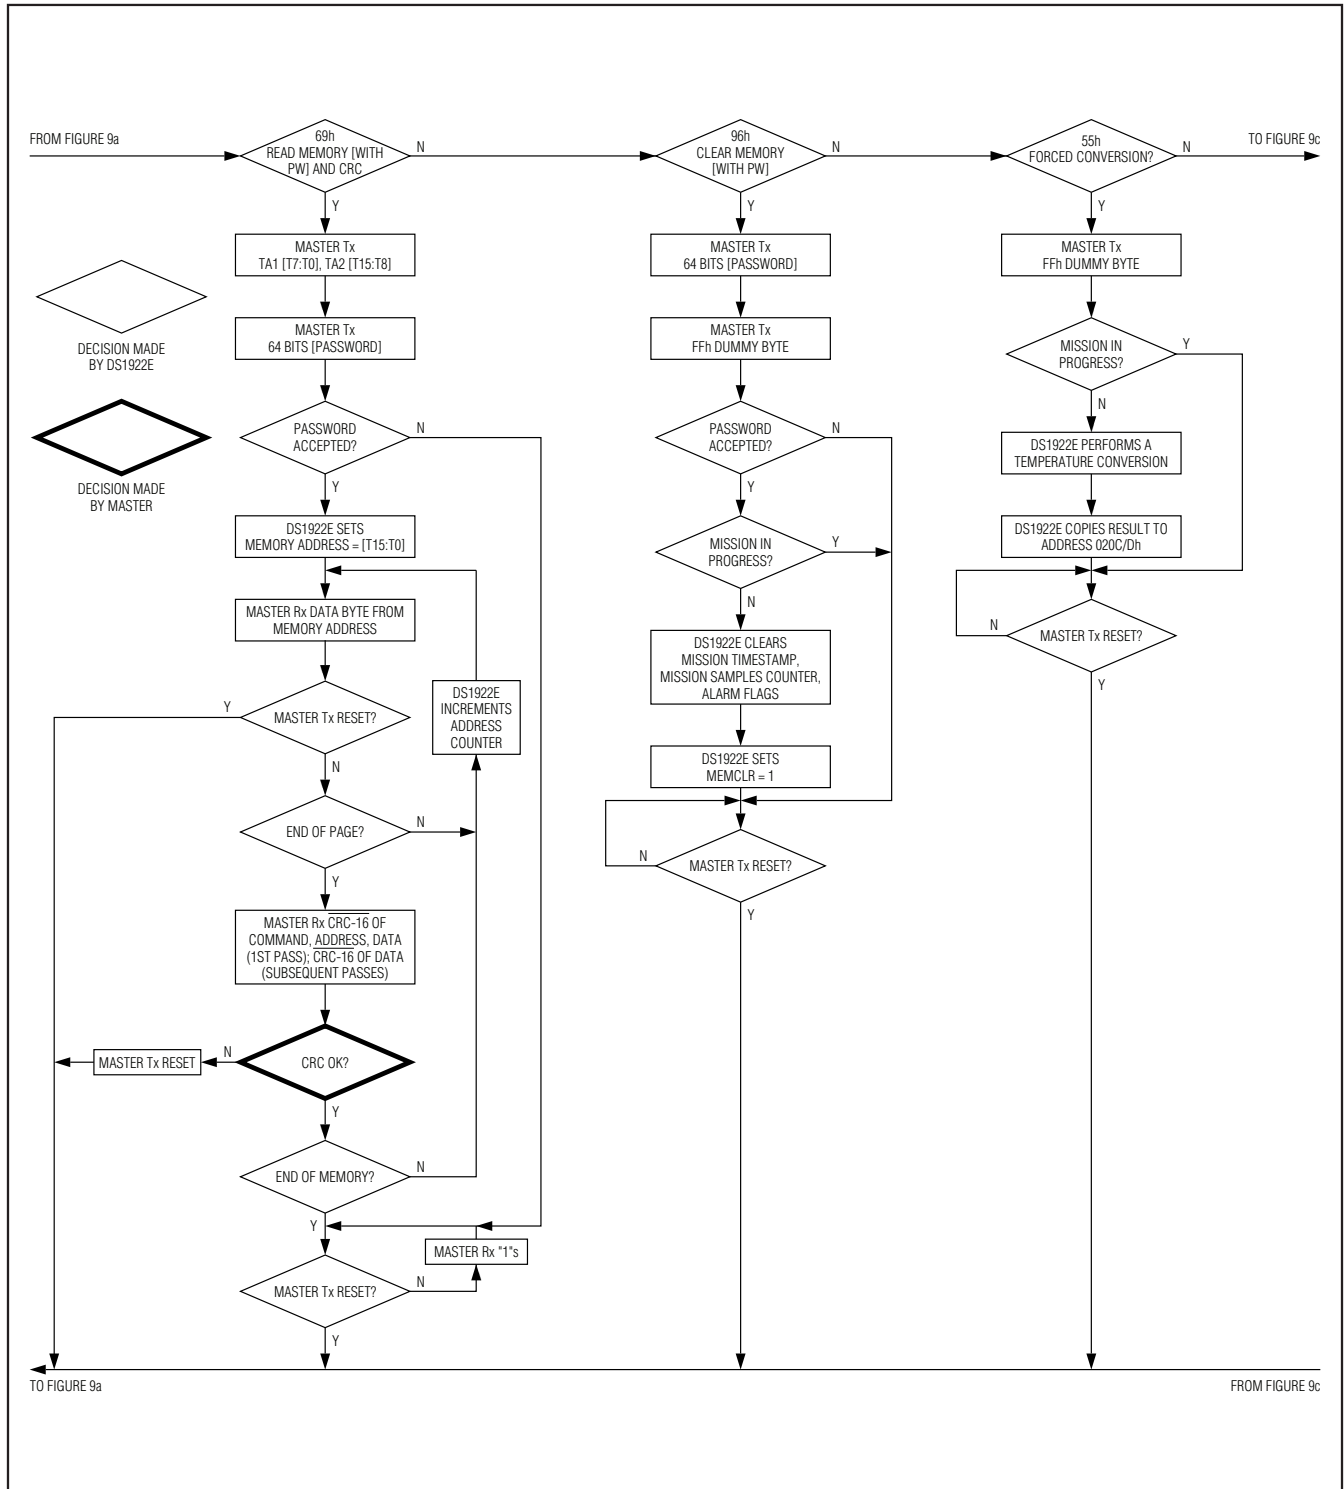 FROM FIGURE 9a
69h
READ MEMORY [WITH
PW] AND CRC
N
Y
MASTER Tx
TA1 [T7:T0], TA2 [T15:T8]
MASTER Tx
64 BITS [PASSWORD]
DECISION MADE
BY DS1922E
DECISION MADE
BY MASTER
PASSWORD
ACCEPTED?
N
Y
DS1922E SETS
MEMORY ADDRESS = [T15:T0]
MASTER Rx DATA BYTE FROM
MEMORY ADDRESS
DS1922E
INCREMENTS
ADDRESS
COUNTER
Y
MASTER Tx RESET?
N
END OF PAGE?
N
Y
MASTER Rx CRC-16 OF
COMMAND, ADDRESS, DATA
(1ST PASS); CRC-16 OF DATA
(SUBSEQUENT PASSES)
MASTER Tx RESET
N
CRC OK?
Y
END OF MEMORY?
N
Y
MASTER Rx "1"s
MASTER Tx RESET?
N
Y
96h
CLEAR MEMORY
[WITH PW]
N
Y
MASTER Tx
64 BITS [PASSWORD]
MASTER Tx
FFh DUMMY BYTE
PASSWORD
ACCEPTED?
N
Y
MISSION IN
PROGRESS?
Y
N
DS1922E CLEARS
MISSION TIMESTAMP,
MISSION SAMPLES COUNTER,
ALARM FLAGS
DS1922E SETS
MEMCLR = 1
N
MASTER Tx RESET?
Y
55h
FORCED CONVERSION?
N
TO FIGURE 9c
Y
MASTER Tx
FFh DUMMY BYTE
MISSION IN
PROGRESS?
Y
N
DS1922E PERFORMS A
TEMPERATURE CONVERSION
DS1922E COPIES RESULT TO
ADDRESS 020C/Dh
N
MASTER Tx RESET?
Y
TO FIGURE 9a
FROM FIGURE 9c